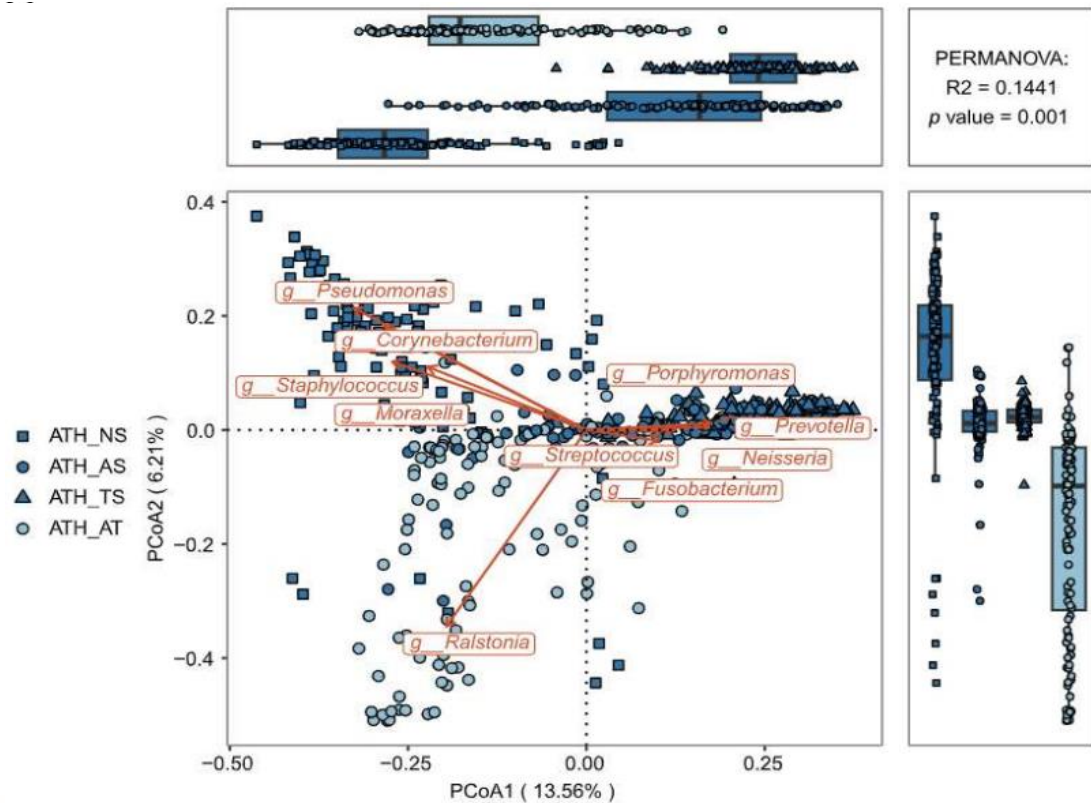 PERMANOVA:
R2 = 0.1441
p value = 0.001
0.4
0.2
0.0
−0.2
−0.4
PCoA2 ( 6.21% )
g__Pseudomonas
g__Corynebacterium
g__Staphylococcus
g__Moraxella
g__Porphyromonas
g__Prevotella
g__Streptococcus
g__Neisseria
g__Fusobacterium
g__Ralstonia
ATH_NS
ATH_AS
ATH_TS
ATH_AT
−0.50
−0.25
0.00
0.25
PCoA1 ( 13.56% )